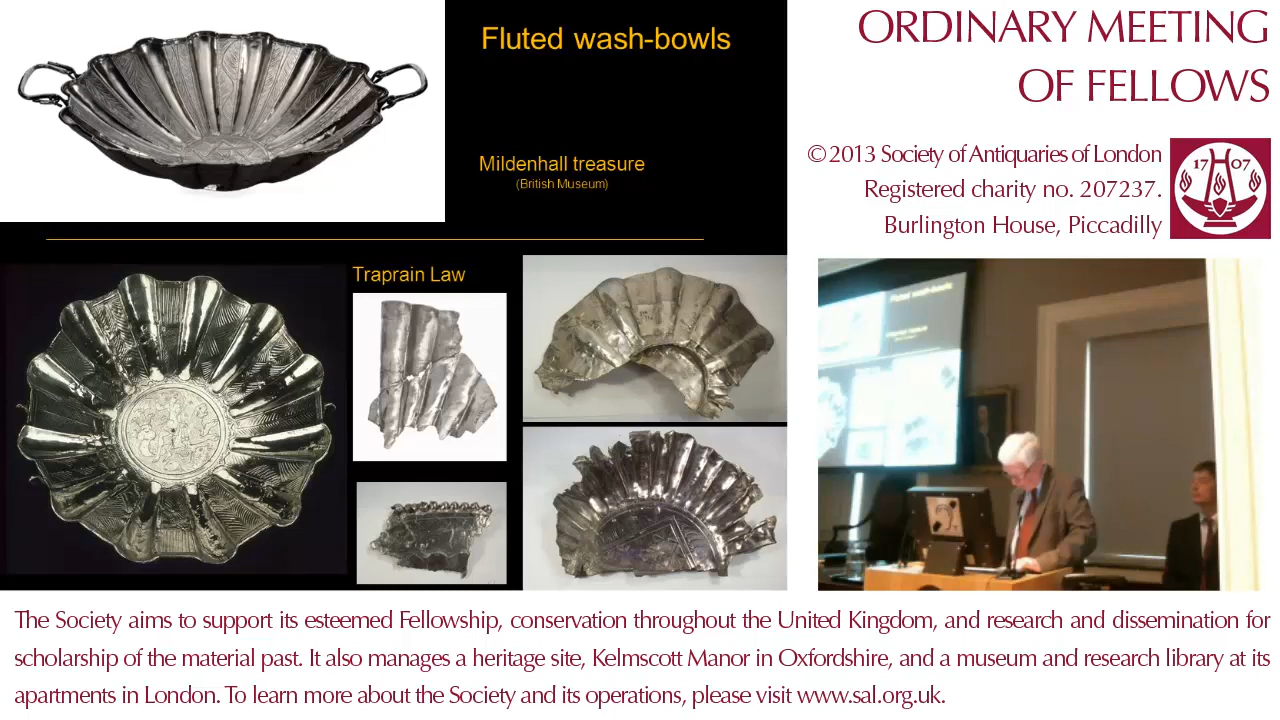 Fluted wash-bowls
Mildenhall treasure
(British Museum)
Traprain Law
ORDINARY MEETING
OF FELLOWS
© 2013 Society of Antiquaries of London
Registered charity no. 207237.
Burlington House, Piccadilly
17 07
Fluted wash-bowls
The Society aims to support its esteemed Fellowship, conservation throughout the United Kingdom, and research and dissemination for
scholarship of the material past. It also manages a heritage site, Kelmscott Manor in Oxfordshire, and a museum and research library at its
apartments in London. To learn more about the Society and its operations, please visit www.sal.org.uk.